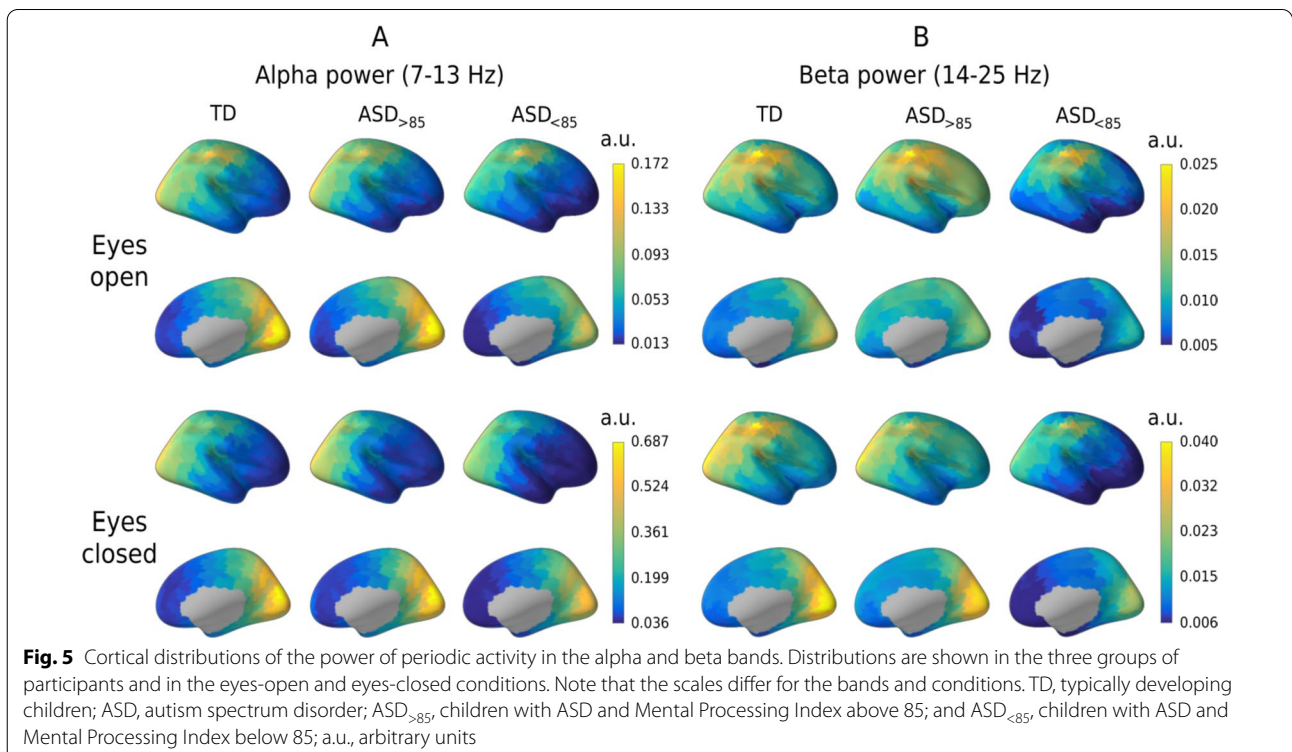 A
Alpha power (7-13 Hz)
TD ASD>85 ASD<85
a.u.
0.172
0.133
0.093
0.053
0.013
B
Beta power (14-25 Hz)
TD ASD>85 ASD<85
a.u.
0.025
0.020
0.015
0.010
0.005
Eyes
open
a.u.
0.687
0.524
0.361
0.199
0.036
a.u.
0.040
0.032
0.023
0.015
0.006
Eyes
closed
Fig. 5 Cortical distributions of the power of periodic activity in the alpha and beta bands. Distributions are shown in the three groups of
participants and in the eyes-open and eyes-closed conditions. Note that the scales differ for the bands and conditions. TD, typically developing
children; ASD, autism spectrum disorder; ASD>85, children with ASD and Mental Processing Index above 85; and ASD<85, children with ASD and
Mental Processing Index below 85; a.u., arbitrary units